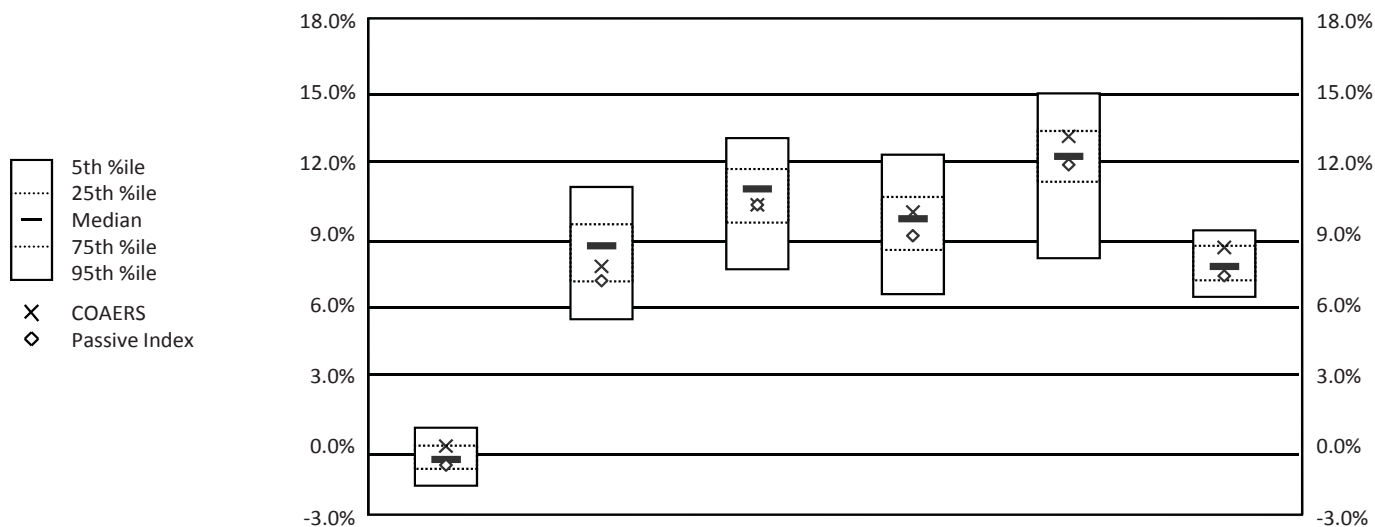 18.0% 18.0%
15.0% 15.0%
12.0% 12.0%
9.0% 9.0%
6.0% 6.0%
3.0% 3.0%
0.0% 0.0%
-3.0% -3.0%
5th %ile
25th %ile
Median
75th %ile
95th %ile
COAERS
Passive Index